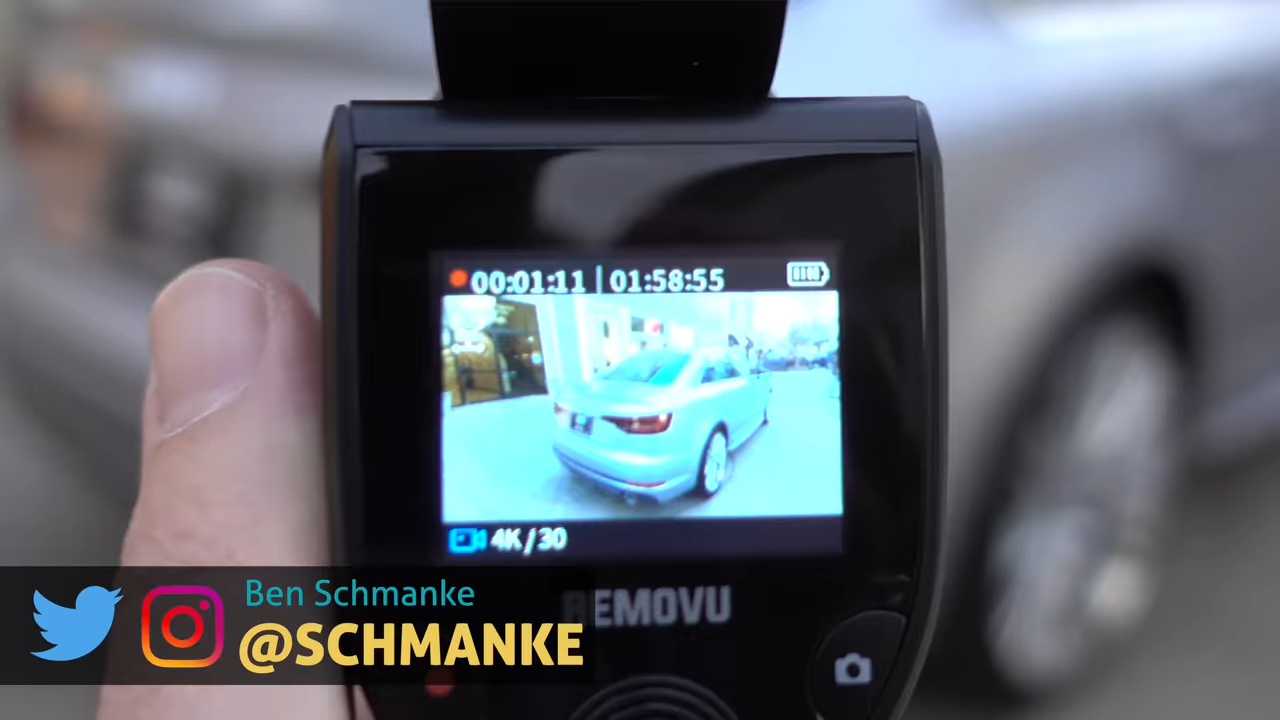 00:01:11 | 01:58:55
4K / 30
REMOVU
Ben Schmanke
@SCHMANKE